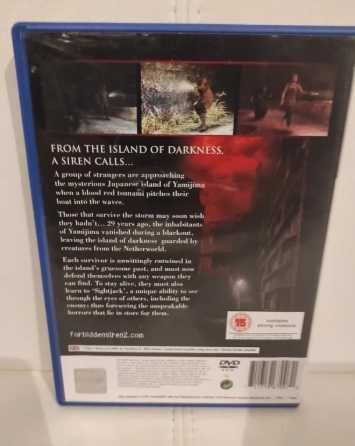 FROM THE ISLAND OF DARKNESS,
A SIREN CALLS...
A group of strangers are approaching
the mysterious Japanese island of Yamijima
when a blood red tsunami pitches their
boat into the waves.
Those that survive the storm may soon wish
they hadn't... 29 years ago, the inhabitants
of Yamijima vanished during a blackout,
leaving the island of darkness guarded by
creatures from the Netherworld.
Each survivor is unwittingly entwined in
the island's gruesome past, and must now
defend themselves with any weapon they
can find. To stay alive, they must also
learn to "Sightjack", a unique ability to see
through the eyes of others, including the
enemy; thus foreseeing the unspeakable
horrors that lie in store for them.
forbiddensiren2.com
15
DVD